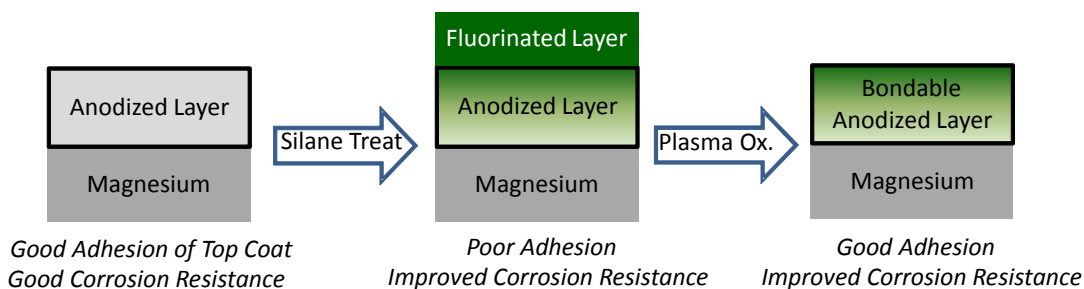 Fluorinated Layer
Anodized Layer
Silane Treat
Anodized Layer
Plasma Ox.
Bondable
Anodized Layer
Magnesium
Magnesium
Magnesium
Good Adhesion of Top Coat
Good Corrosion Resistance
Poor Adhesion
Improved Corrosion Resistance
Good Adhesion
Improved Corrosion Resistance